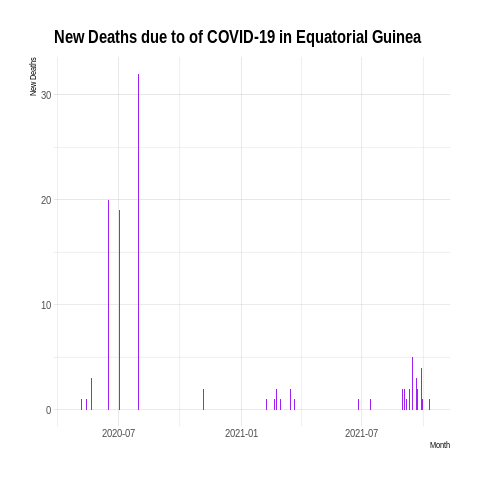 New Deaths due to of COVID-19 in Equatorial Guinea
New Deaths
30
20
10
0
2020-07
2021-01
2021-07
Month